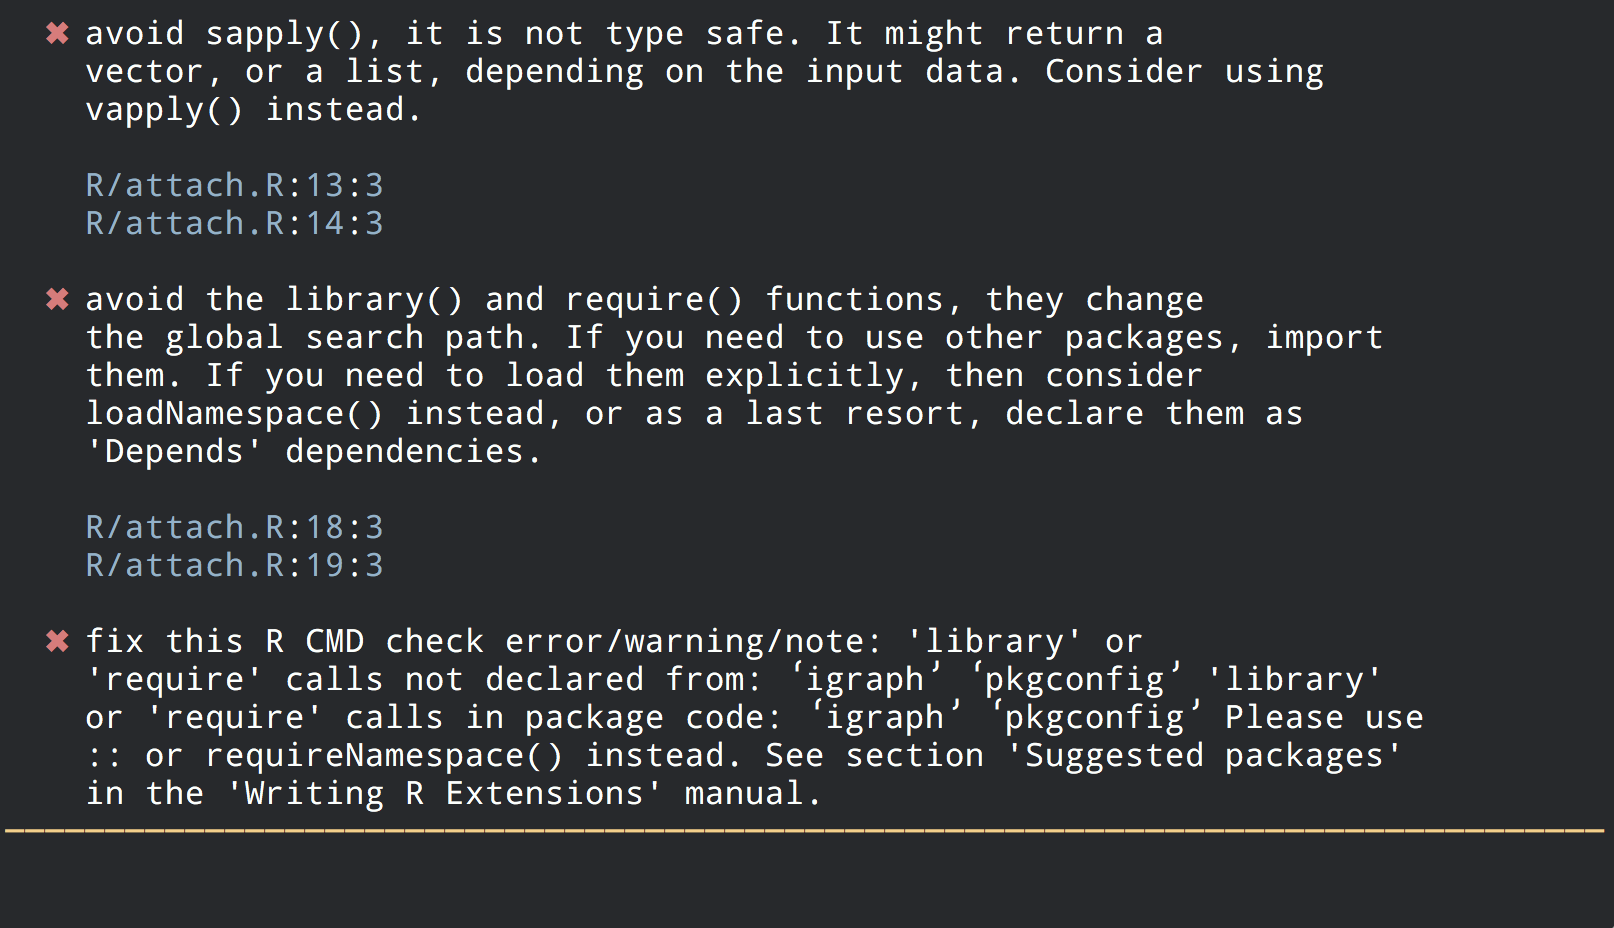 ✖ avoid sapply(), it is not type safe. It might return a
vector, or a list, depending on the input data. Consider using
vapply() instead.
R/attach.R:13:3
R/attach.R:14:3
✖ avoid the library() and require() functions, they change
the global search path. If you need to use other packages, import
them. If you need to load them explicitly, then consider
loadNamespace() instead, or as a last resort, declare them as
'Depends' dependencies.
R/attach.R:18:3
R/attach.R:19:3
✖ fix this R CMD check error/warning/note: 'library' or
'require' calls not declared from: ‘igraph’ ‘pkgconfig’ 'library'
or 'require' calls in package code: ‘igraph’ ‘pkgconfig’ Please use
:: or requireNamespace() instead. See section 'Suggested packages'
in the 'Writing R Extensions' manual.